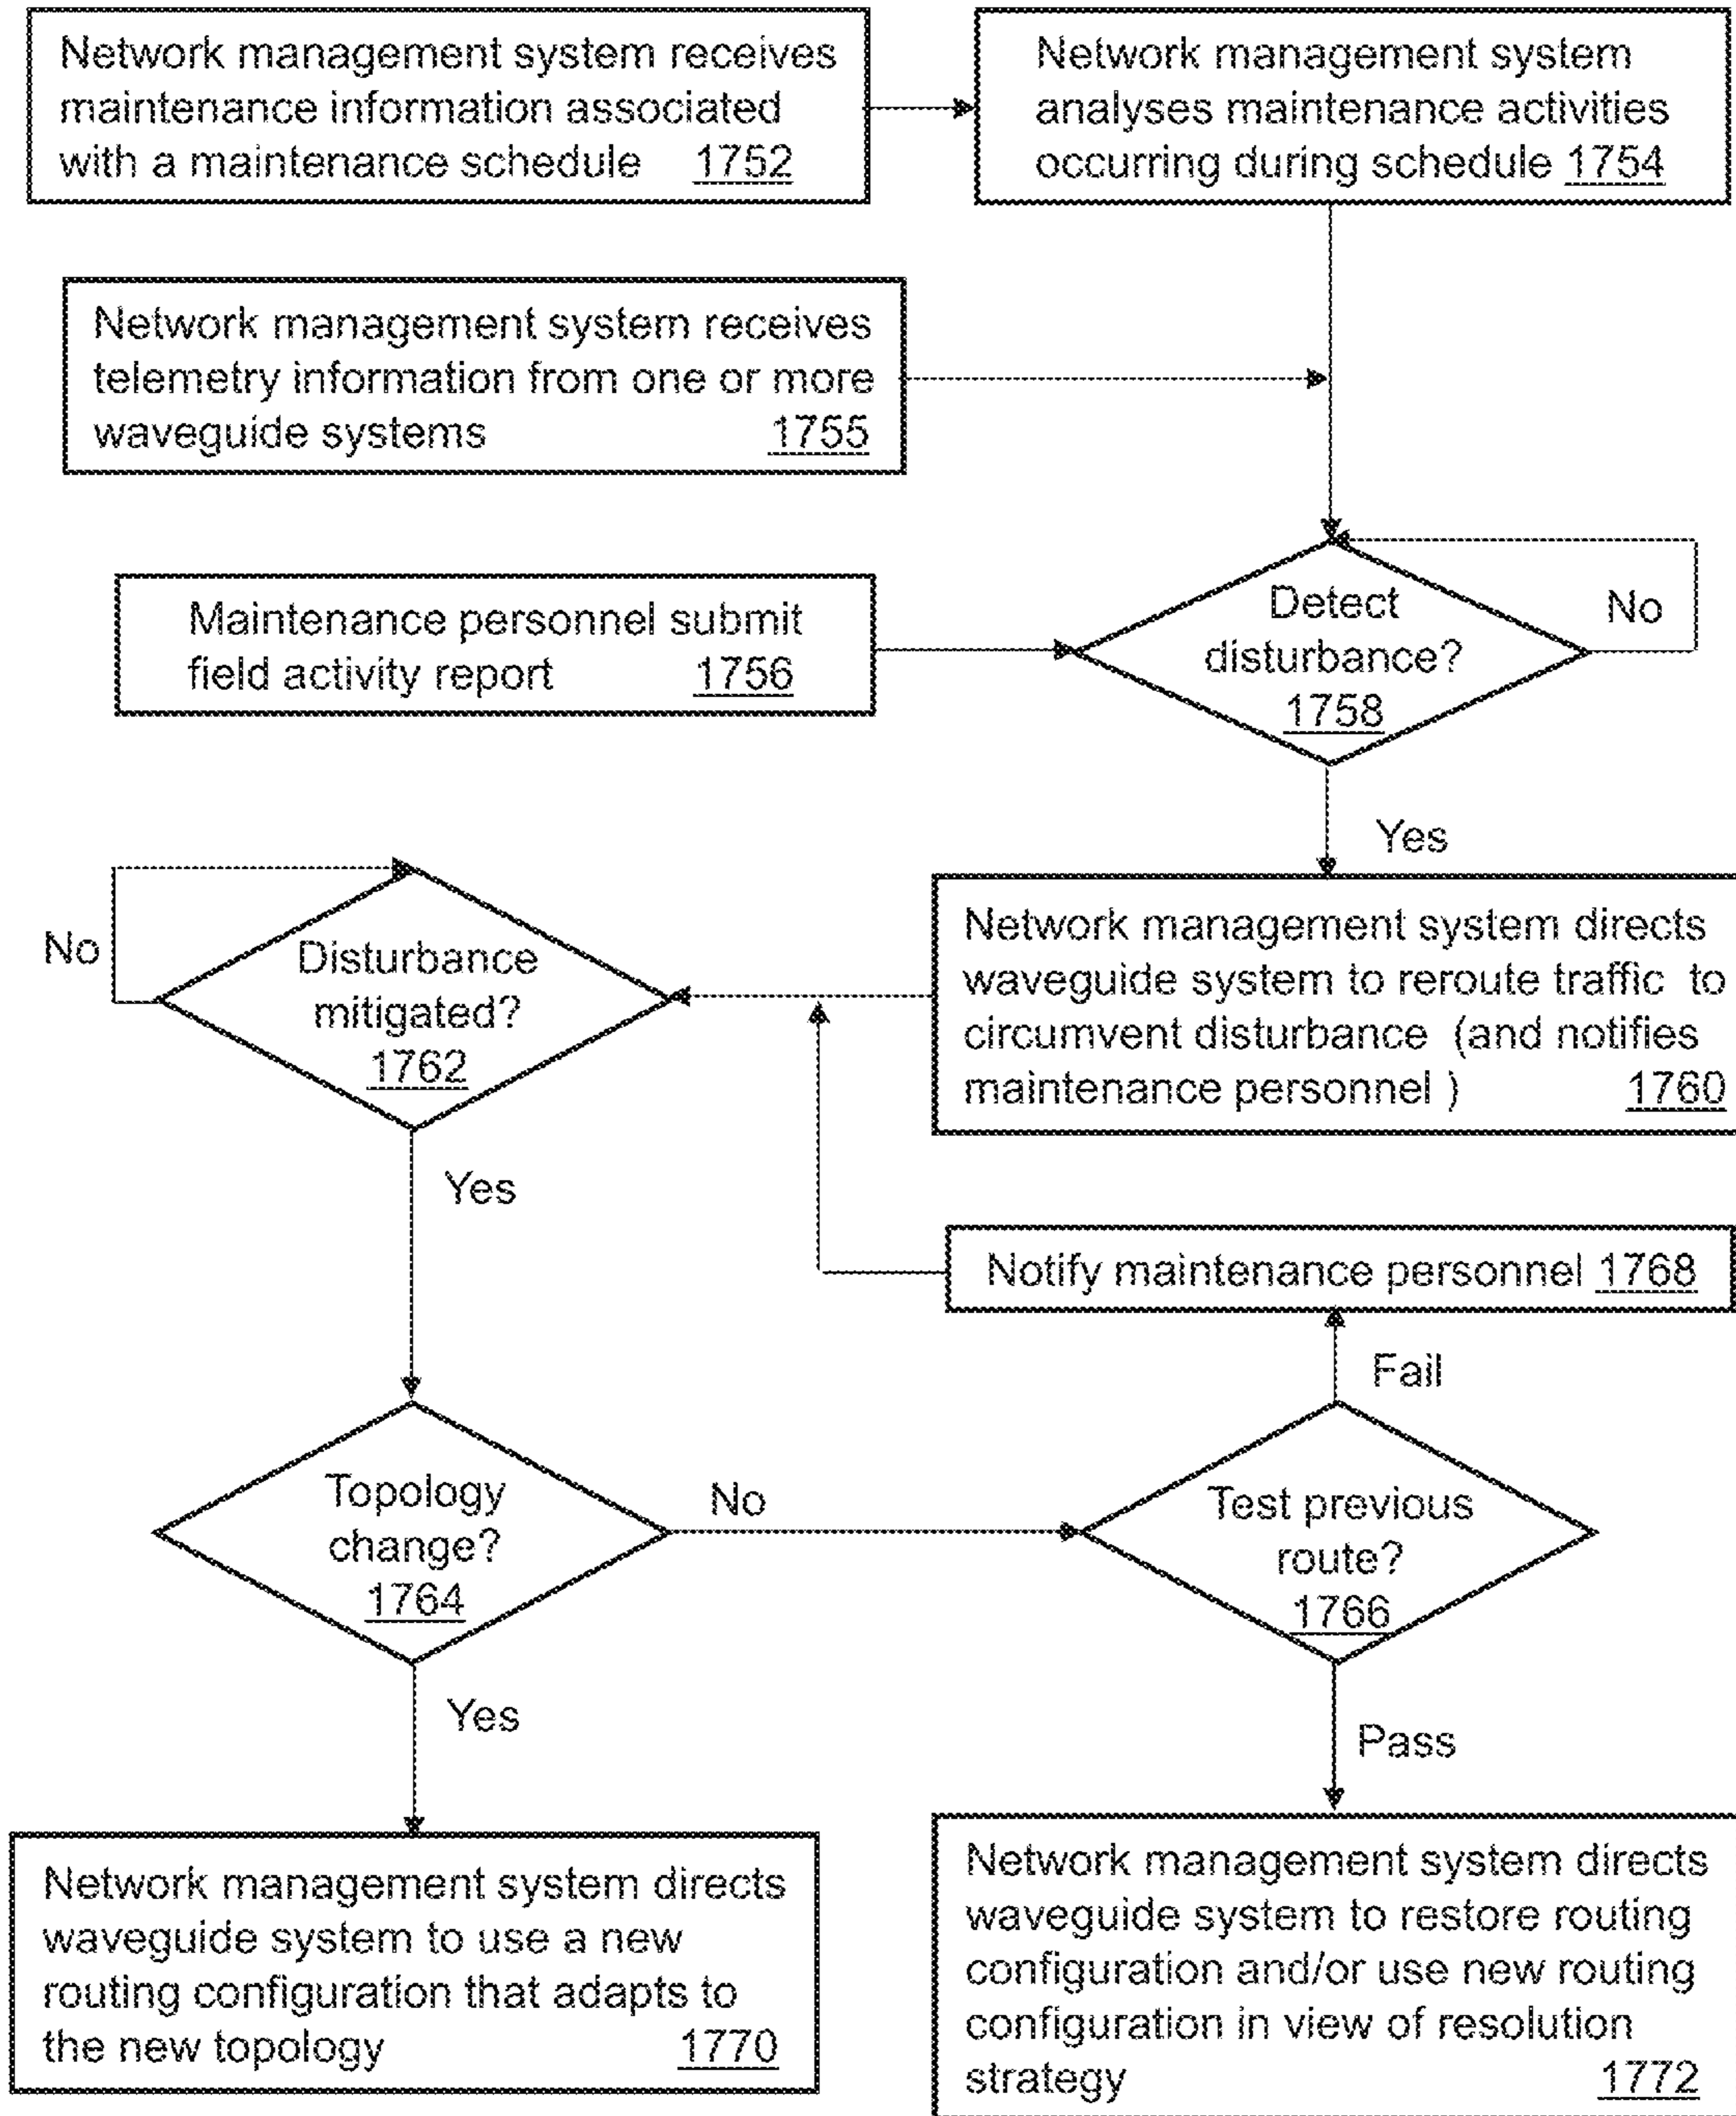 Network management system receives
maintenance information associated
with a maintenance schedule 1752
Network management system
analyses maintenance activities
occurring during schedule 1754
Network management system receives
telemetry information from one or more
waveguide systems 1755
Maintenance personnel submit
field activity report 1756
Detect
disturbance?
1758
No
Yes
Network management system directs
waveguide system to reroute traffic to
circumvent disturbance (and notifies
maintenance personnel ) 1760
Disturbance
mitigated?
1762
No
Yes
Notify maintenance personnel 1768
Fail
Topology
change?
1764
No
Test previous
route?
1766
Yes
Pass
Network management system directs
waveguide system to use a new
routing configuration that adapts to
the new topology 1770
Network management system directs
waveguide system to restore routing
configuration and/or use new routing
configuration in view of resolution
strategy 1772